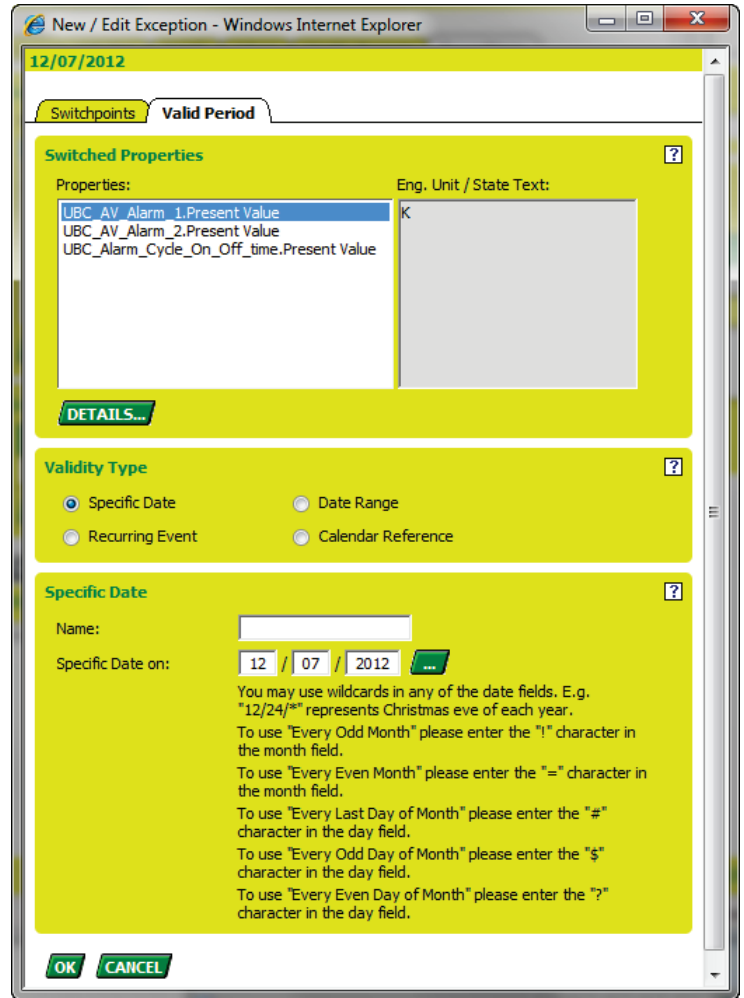 New / Edit Exception - Windows Internet Explorer
12/07/2012
Switchpoints Valid Period
Switched Properties ?
Properties: Eng. Unit / State Text:
UBC_AV_Alarm_1.Present Value K
UBC_AV_Alarm_2.Present Value
UBC_Alarm_Cycle_On_Off_time.Present Value
DETAILS...
Validity Type ?
Specific Date Date Range
Recurring Event Calendar Reference
Specific Date ?
Name:
Specific Date on: 12 / 07 / 2012 ...
You may use wildcards in any of the date fields. E.g.
"12/24/*" represents Christmas eve of each year.
To use "Every Odd Month" please enter the "!" character in
the month field.
To use "Every Even Month" please enter the "=" character in
the month field.
To use "Every Last Day of Month" please enter the "#"
character in the day field.
To use "Every Odd Day of Month" please enter the "$"
character in the day field.
To use "Every Even Day of Month" please enter the "?"
character in the day field.
OK CANCEL